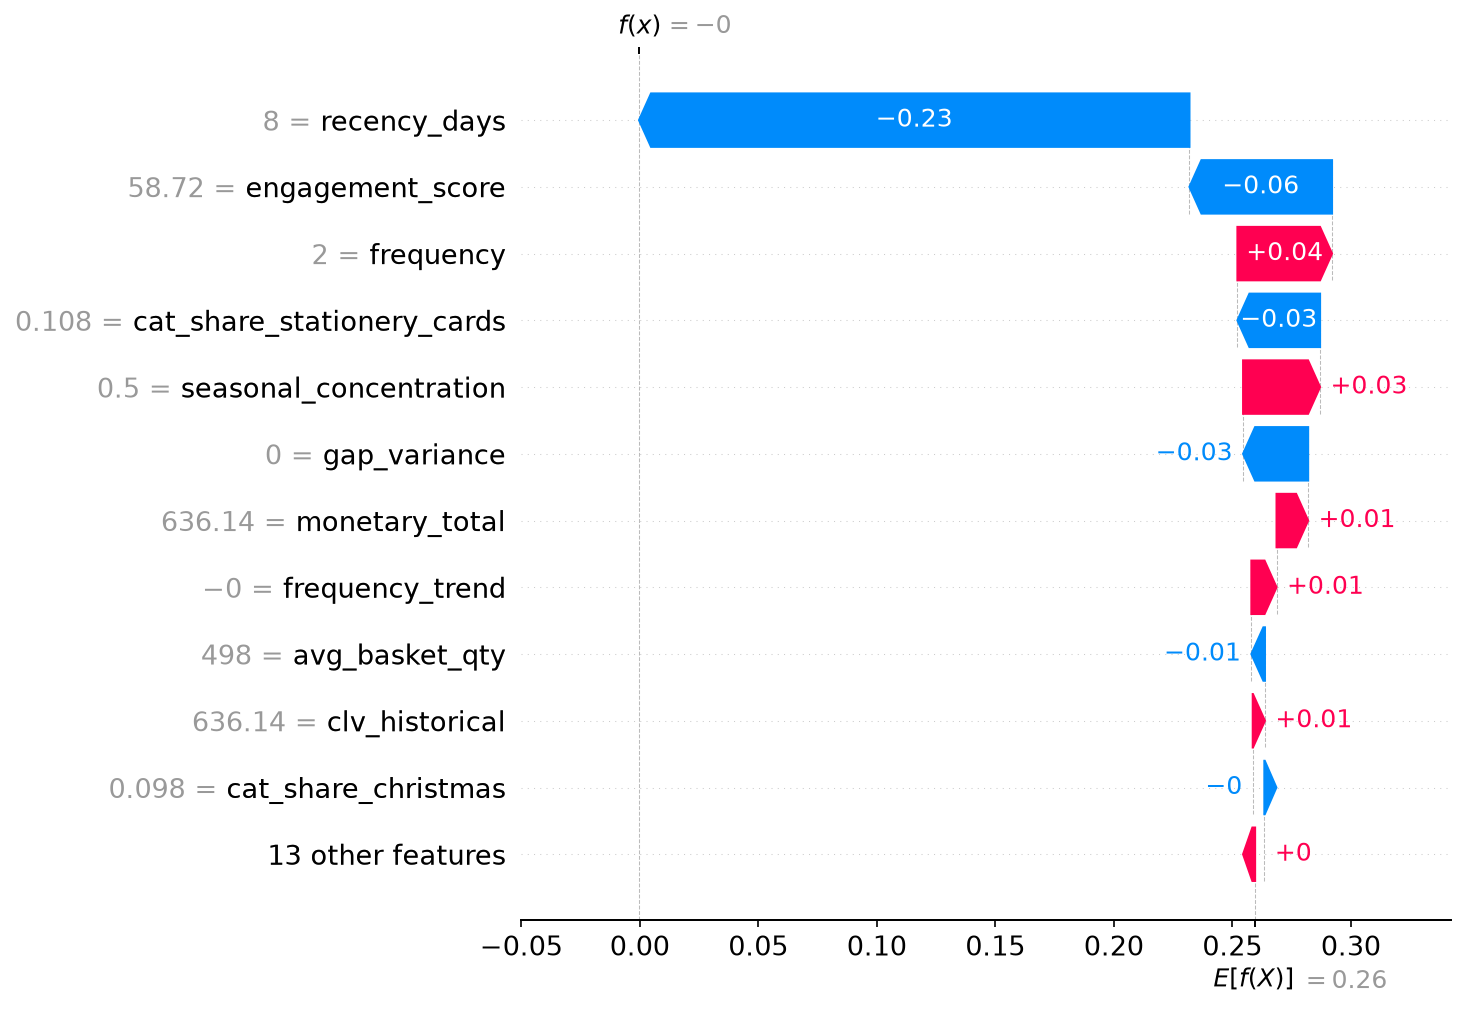 f(x) = −0
8 = recency_days
−0.23
58.72 = engagement_score
−0.06
2 = frequency
+0.04
0.108 = cat_share_stationery_cards
−0.03
0.5 = seasonal_concentration
+0.03
0 = gap_variance
−0.03
636.14 = monetary_total
+0.01
−0 = frequency_trend
+0.01
498 = avg_basket_qty
−0.01
636.14 = clv_historical
+0.01
0.098 = cat_share_christmas
−0
13 other features
+0
−0.05 0.00 0.05 0.10 0.15 0.20 0.25 0.30
E[f(X)] = 0.26